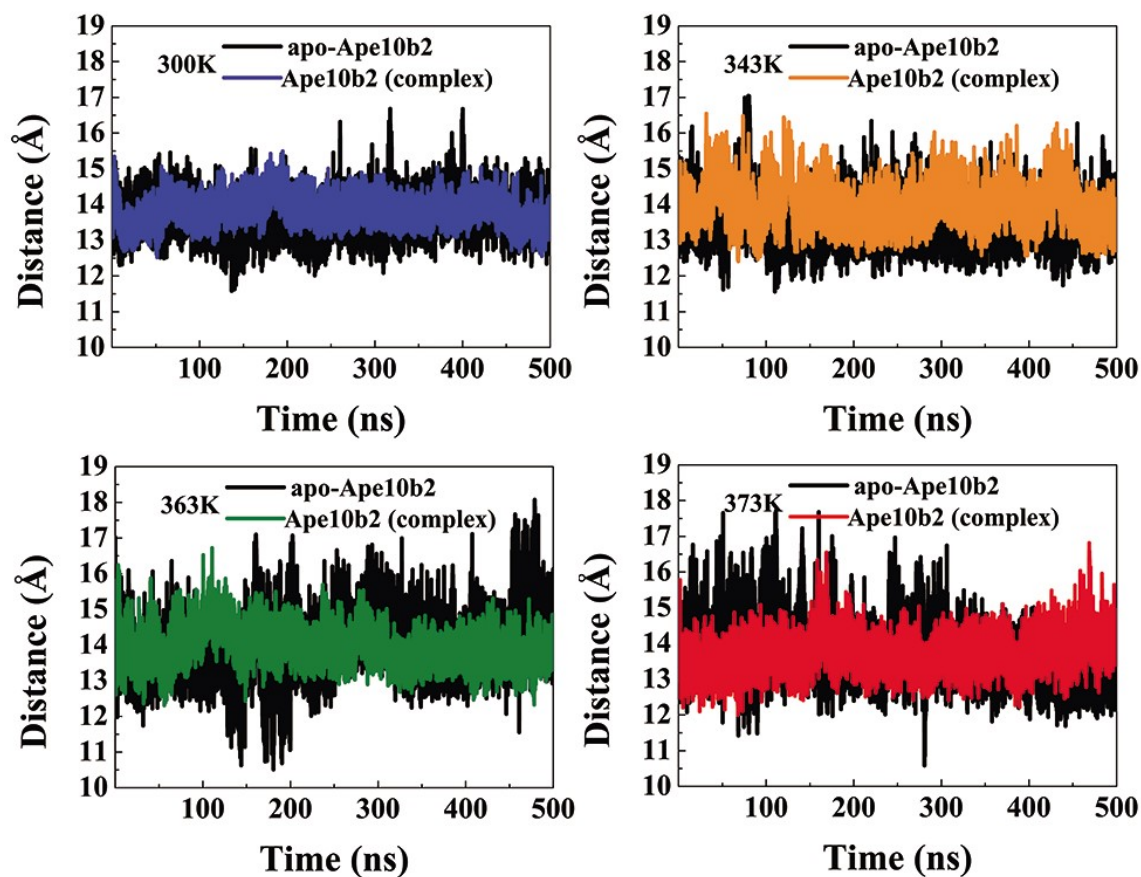 19
18
17
16
15
14
13
12
11
10
Distance (Å)
300K
apo-Ape10b2
Ape10b2 (complex)
100 200 300 400 500
Time (ns)
19
18
17
16
15
14
13
12
11
10
Distance (Å)
343K
apo-Ape10b2
Ape10b2 (complex)
100 200 300 400 500
Time (ns)
19
18
17
16
15
14
13
12
11
10
Distance (Å)
363K
apo-Ape10b2
Ape10b2 (complex)
100 200 300 400 500
Time (ns)
19
18
17
16
15
14
13
12
11
10
Distance (Å)
373K
apo-Ape10b2
Ape10b2 (complex)
100 200 300 400 500
Time (ns)